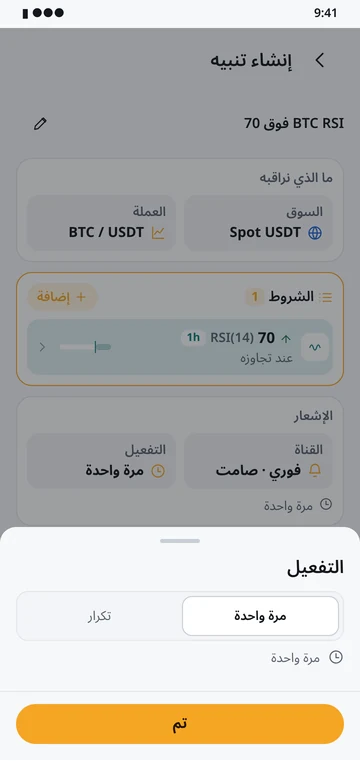 9:41
إنشاء تنبيه
BTC RSI فوق 70
ما الذي نراقبه
السوق
Spot USDT
العملة
BTC / USDT
الشروط 1
+ إضافة
70 RSI(14) 1h
عند تجاوزه
الإشعار
القناة
فوري · صامت
التفعيل
مرة واحدة
مرة واحدة
التفعيل
مرة واحدة
تكرار
مرة واحدة
تم